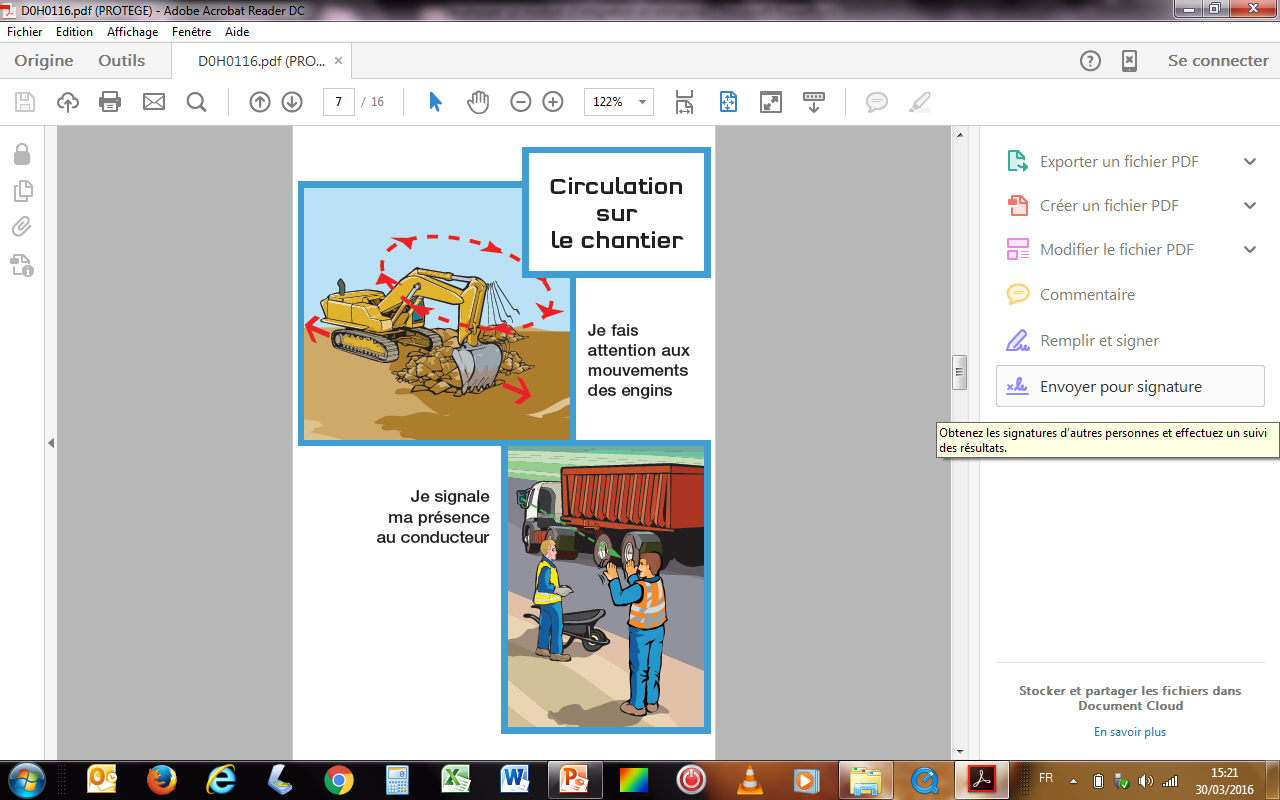 D0H0116.pdf (PROTEGE) - Adobe Acrobat Reader DC
Fichier Edition Affichage Fenêtre Aide
Origine Outils D0H0116.pdf (PRO... × Se connecter
7 / 16 122%
Circulation
sur
le chantier
Je fais
attention aux
mouvements
des engins
Je signale
ma présence
au conducteur
Exporter un fichier PDF
Créer un fichier PDF
Modifier le fichier PDF
Commentaire
Remplir et signer
Envoyer pour signature
Obtenez les signatures d'autres personnes et effectuez un suivi
des résultats.
Stocker et partager les fichiers dans
Document Cloud
En savoir plus
FR
15:21
30/03/2016